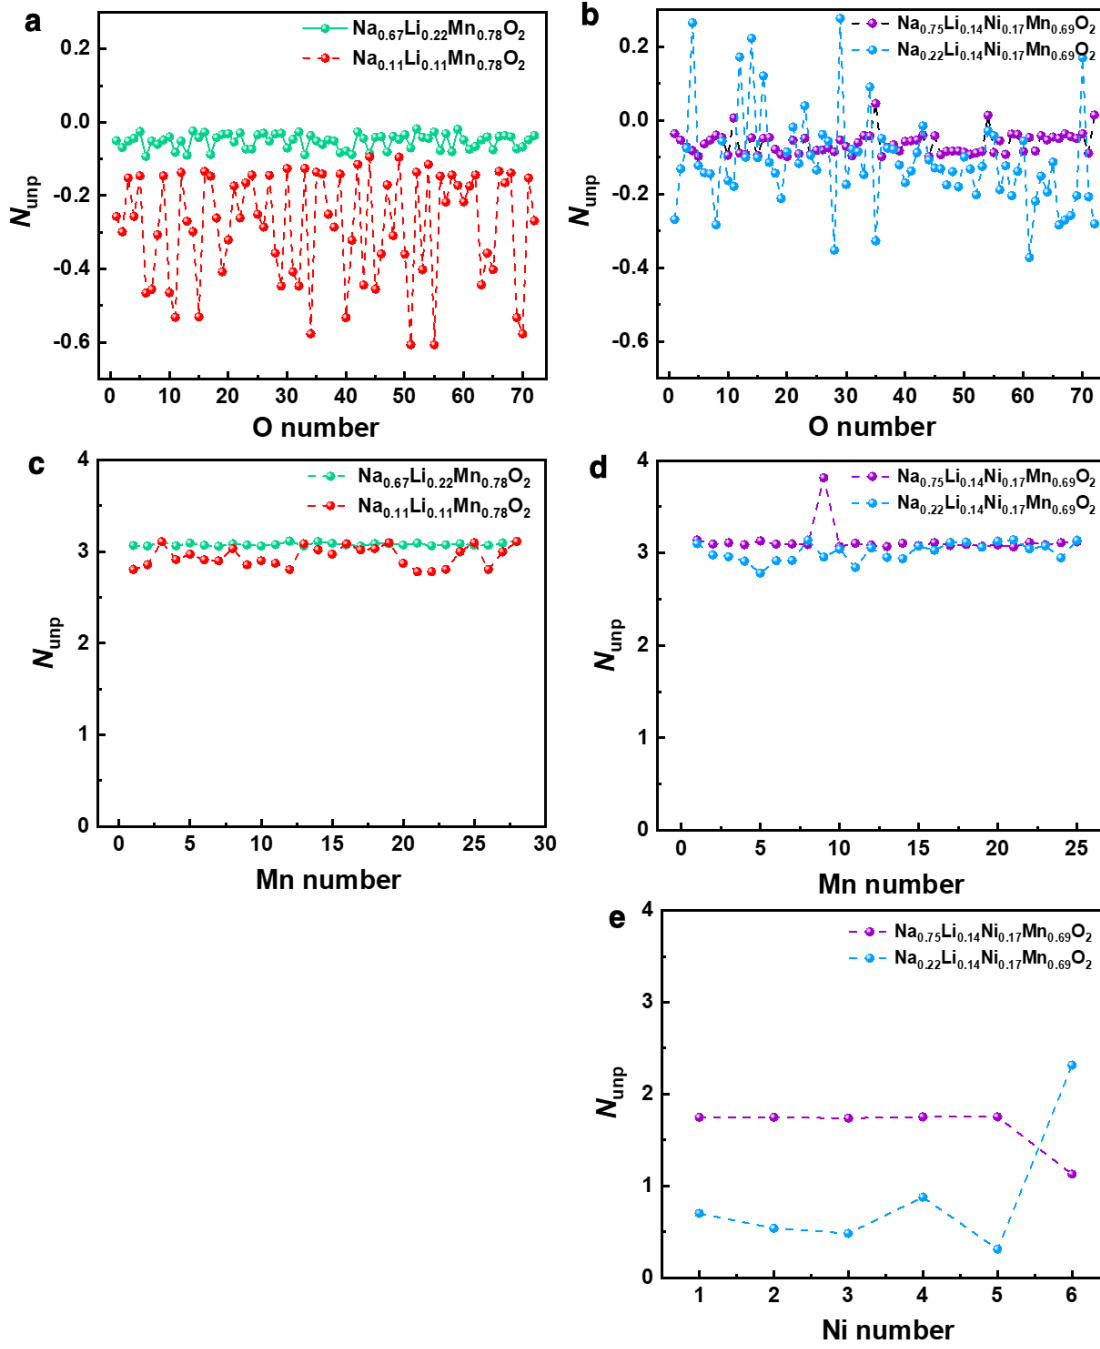 a
Na0.67Li0.22Mn0.78O2
Na0.11Li0.11Mn0.78O2
0.2
0.0
-0.2
-0.4
-0.6
Nunp
0 10 20 30 40 50 60 70
O number
b
Na0.75Li0.14Ni0.17Mn0.69O2
Na0.22Li0.14Ni0.17Mn0.69O2
0.2
0.0
-0.2
-0.4
-0.6
Nunp
0 10 20 30 40 50 60 70
O number
c
Na0.67Li0.22Mn0.78O2
Na0.11Li0.11Mn0.78O2
4
3
2
1
0
Nunp
0 5 10 15 20 25 30
Mn number
d
Na0.75Li0.14Ni0.17Mn0.69O2
Na0.22Li0.14Ni0.17Mn0.69O2
4
3
2
1
0
Nunp
0 5 10 15 20 25
Mn number
e
Na0.75Li0.14Ni0.17Mn0.69O2
Na0.22Li0.14Ni0.17Mn0.69O2
4
3
2
1
0
Nunp
1 2 3 4 5 6
Ni number